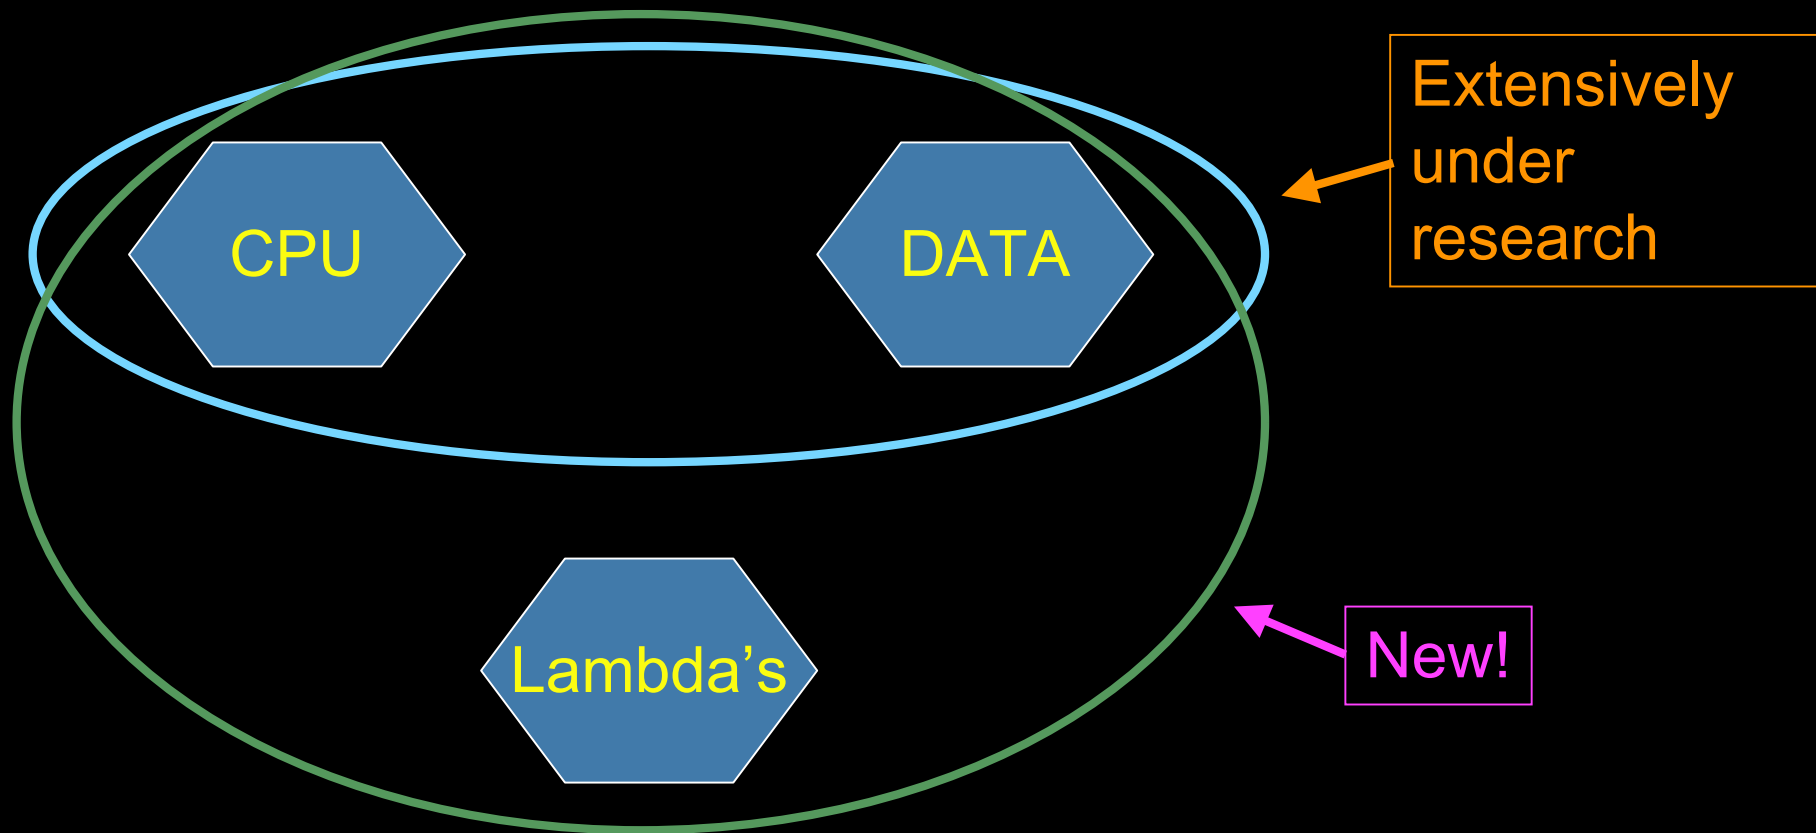 CPU
DATA
Extensively
under
research
Lambda’s
New!